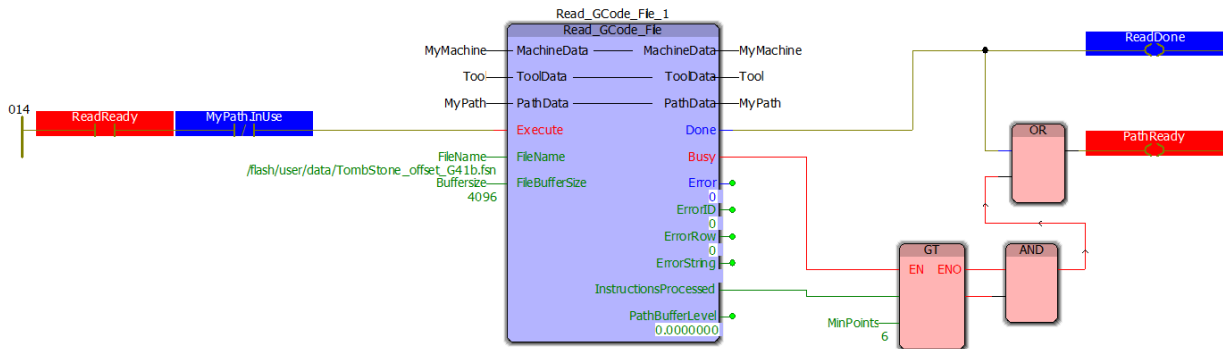 Read_GCode_File_1
Read_GCode_File
ReadDone
MyMachine MachineData MachineData MyMachine
Tool ToolData ToolData Tool
MyPath PathData PathData MyPath
014
ReadReady MyPath.InUse Execute Done
OR PathReady
FileName FileName Busy
/flash/user/data/TombStone_offset_G41b.fsn
Buffersize FileBufferSize Error
4096 0
ErrorID
0
ErrorRow
0
ErrorString
GT AND
EN ENO
InstructionsProcessed
PathBufferLevel MinPoints
0.0000000 6